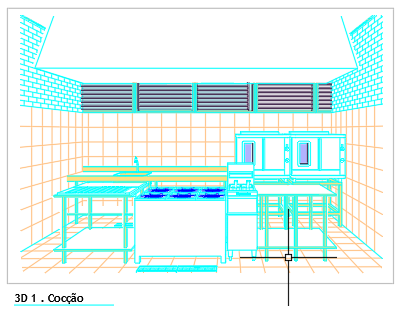 3D 1 . Cocção